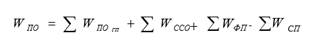 W ПО = ∑ W ПО гп + ∑ W ССО+ ∑ W ФП- ∑ W СП